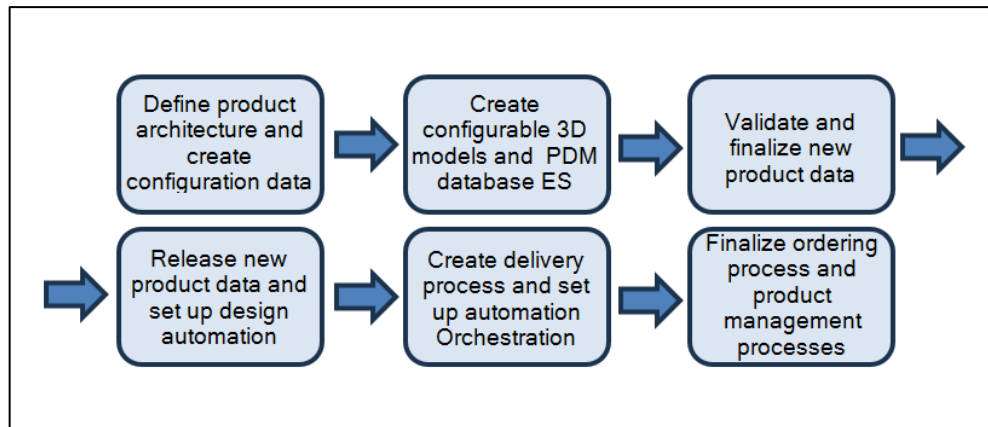 Define product
architecture and
create
configuration data
Create
configurable 3D
models and PDM
database ES
Validate and
finalize new
product data
Release new
product data and
set up design
automation
Create delivery
process and set
up automation
Orchestration
Finalize ordering
process and
product
management
processes